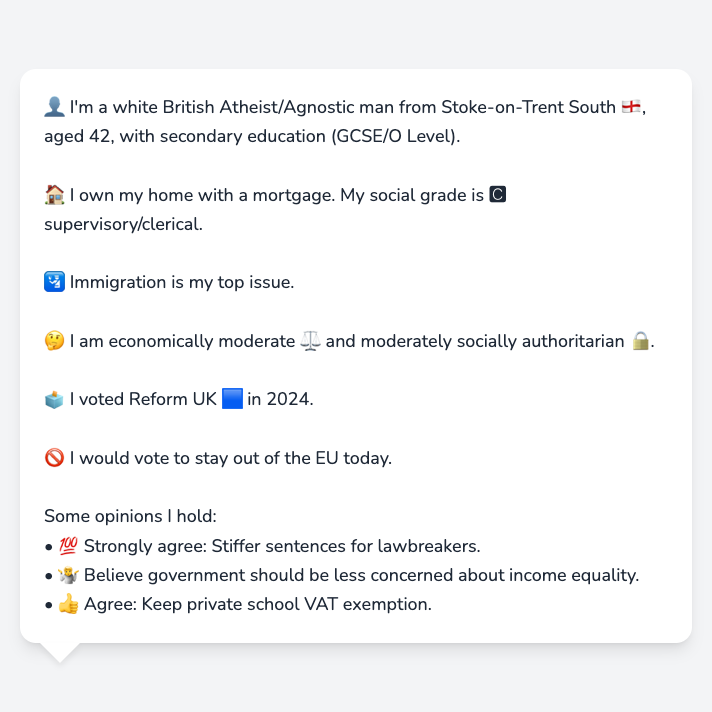 👤 I'm a white British Atheist/Agnostic man from Stoke-on-Trent South 🏴󠁧󠁢󠁥󠁮󠁧󠁿,
aged 42, with secondary education (GCSE/O Level).
🏠 I own my home with a mortgage. My social grade is 🅲
supervisory/clerical.
🛂 Immigration is my top issue.
🤔 I am economically moderate ⚖️ and moderately socially authoritarian 🔒.
🗳️ I voted Reform UK 🟦 in 2024.
🚫 I would vote to stay out of the EU today.
Some opinions I hold:
• 💯 Strongly agree: Stiffer sentences for lawbreakers.
• 🤷 Believe government should be less concerned about income equality.
• 👍 Agree: Keep private school VAT exemption.